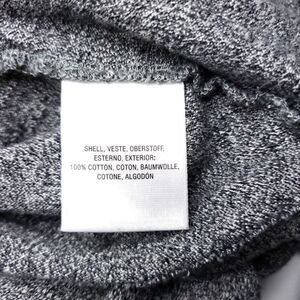 SHELL, VESTE, OBERSTOFF,
ESTERNO, EXTERIOR:
100% COTTON, COTON, BAUMWOLLE,
COTONE, ALGODÓN